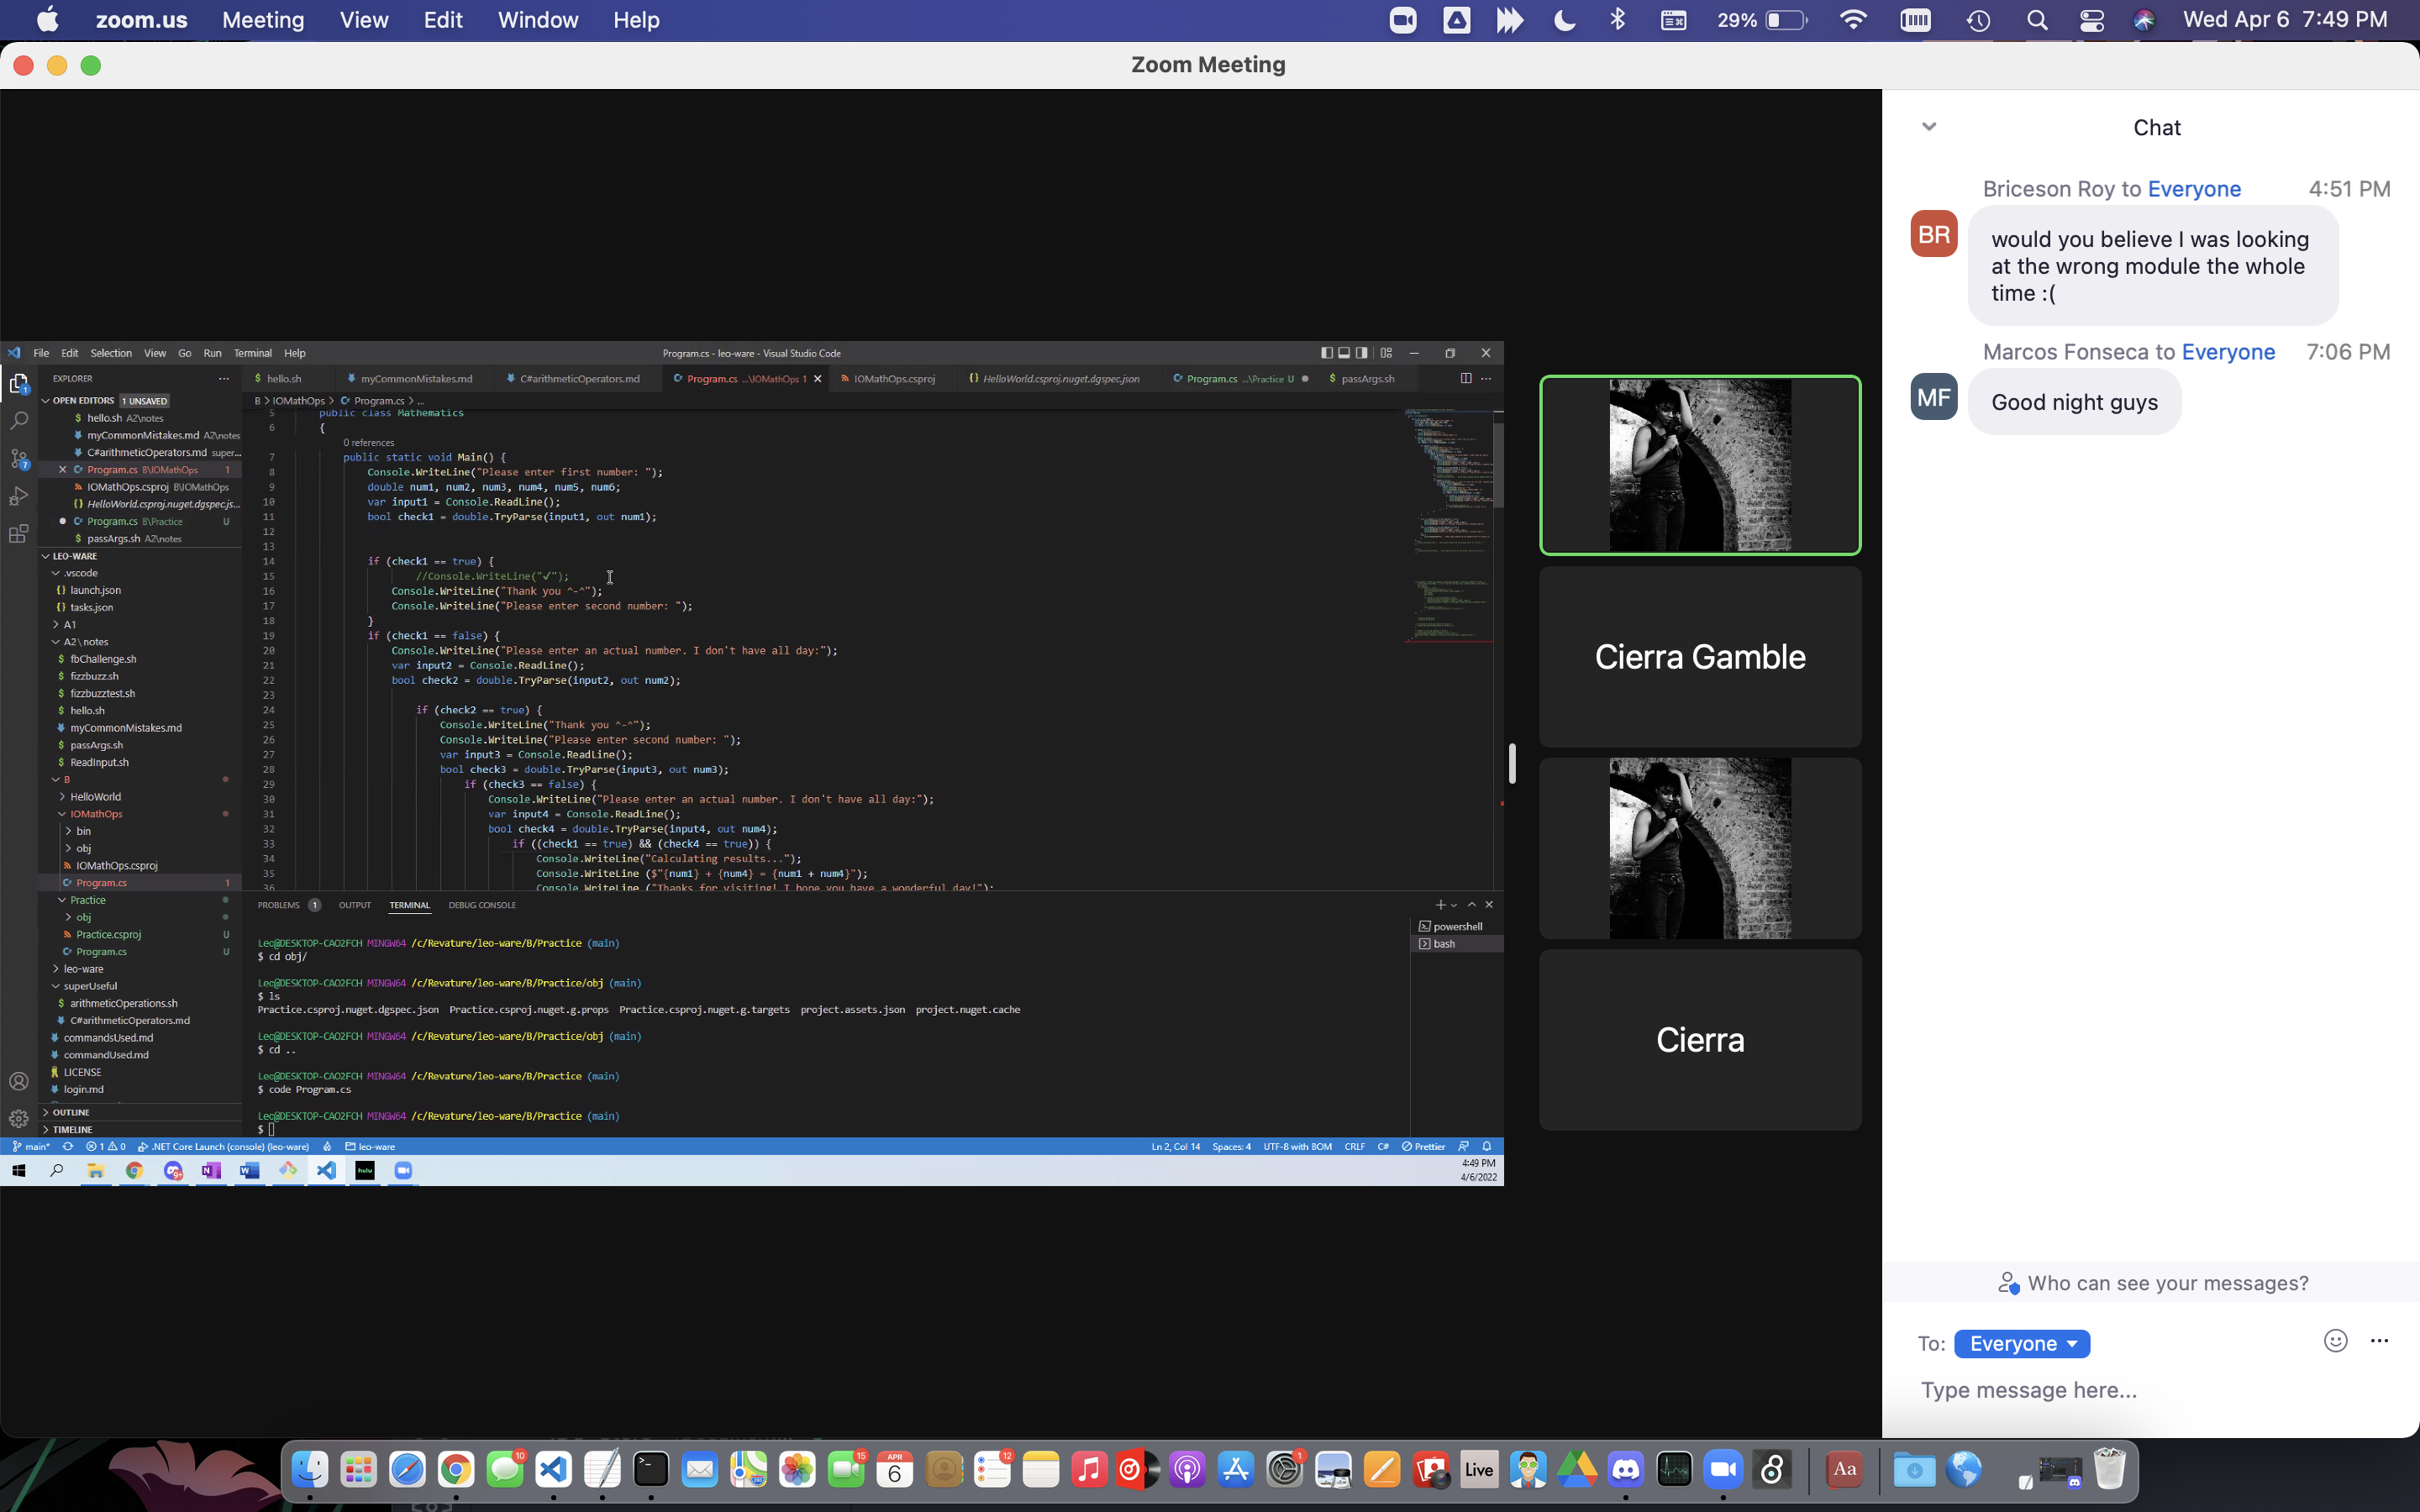 zoom.us Meeting View Edit Window Help 29% Wed Apr 6 7:49 PM
Zoom Meeting
File Edit Selection View Go Run Terminal Help Program.cs - leo-ware - Visual Studio Code
EXPLORER
OPEN EDITORS 1 UNSAVED
$ hello.sh A2\notes
myCommonMistakes.md A2\notes
C#arithmeticOperators.md super...
Program.cs B\IOMathOps 1
IOMathOps.csproj B\IOMathOps
{} HelloWorld.csproj.nuget.dgspec.js...
Program.cs B\Practice U
$ passArgs.sh A2\notes
LEO-WARE
.vscode
{} launch.json
{} tasks.json
> A1
A2 \ notes
$ fbChallenge.sh
$ fizzbuzz.sh
$ fizzbuzztest.sh
$ hello.sh
myCommonMistakes.md
$ passArgs.sh
$ ReadInput.sh
B
> HelloWorld
IOMathOps
> bin
> obj
IOMathOps.csproj
Program.cs 1
Practice
> obj
Practice.csproj U
Program.cs U
> leo-ware
superUseful
$ arithmeticOperations.sh
C#arithmeticOperators.md
commandsUsed.md
commandUsed.md
LICENSE
login.md
> OUTLINE
> TIMELINE
$ hello.sh myCommonMistakes.md C#arithmeticOperators.md Program.cs ...\IOMathOps 1 IOMathOps.csproj {} HelloWorld.csproj.nuget.dgspec.json Program.cs ...\Practice U $ passArgs.sh
B > IOMathOps > Program.cs > ...
5 public class Mathematics
6 {
0 references
7 public static void Main() {
8 Console.WriteLine("Please enter first number: ");
9 double num1, num2, num3, num4, num5, num6;
10 var input1 = Console.ReadLine();
11 bool check1 = double.TryParse(input1, out num1);
12
13
14 if (check1 == true) {
15 //Console.WriteLine("✓");
16 Console.WriteLine("Thank you ^-^");
17 Console.WriteLine("Please enter second number: ");
18 }
19 if (check1 == false) {
20 Console.WriteLine("Please enter an actual number. I don't have all day:");
21 var input2 = Console.ReadLine();
22 bool check2 = double.TryParse(input2, out num2);
23
24 if (check2 == true) {
25 Console.WriteLine("Thank you ^-^");
26 Console.WriteLine("Please enter second number: ");
27 var input3 = Console.ReadLine();
28 bool check3 = double.TryParse(input3, out num3);
29 if (check3 == false) {
30 Console.WriteLine("Please enter an actual number. I don't have all day:");
31 var input4 = Console.ReadLine();
32 bool check4 = double.TryParse(input4, out num4);
33 if ((check1 == true) && (check4 == true)) {
34 Console.WriteLine("Calculating results...");
35 Console.WriteLine ($"{num1} + {num4} = {num1 + num4}");
36 Console.WriteLine ("Thanks for visiting! I hope you have a wonderful day!");
PROBLEMS 1 OUTPUT TERMINAL DEBUG CONSOLE
powershell
bash
Leo@DESKTOP-CAO2FCH MINGW64 /c/Revature/leo-ware/B/Practice (main)
$ cd obj/
Leo@DESKTOP-CAO2FCH MINGW64 /c/Revature/leo-ware/B/Practice/obj (main)
$ ls
Practice.csproj.nuget.dgspec.json Practice.csproj.nuget.g.props Practice.csproj.nuget.g.targets project.assets.json project.nuget.cache
Leo@DESKTOP-CAO2FCH MINGW64 /c/Revature/leo-ware/B/Practice/obj (main)
$ cd ..
Leo@DESKTOP-CAO2FCH MINGW64 /c/Revature/leo-ware/B/Practice (main)
$ code Program.cs
Leo@DESKTOP-CAO2FCH MINGW64 /c/Revature/leo-ware/B/Practice (main)
$
main* 1 0 .NET Core Launch (console) (leo-ware) leo-ware Ln 2, Col 14 Spaces: 4 UTF-8 with BOM CRLF C# Prettier
hulu
4:49 PM
4/6/2022
Cierra Gamble
Cierra
Chat
Briceson Roy to Everyone 4:51 PM
BR
would you believe I was looking
at the wrong module the whole
time :(
Marcos Fonseca to Everyone 7:06 PM
MF
Good night guys
Who can see your messages?
To: Everyone
Type message here...
10 15 APR 6 12 1 Live Aa